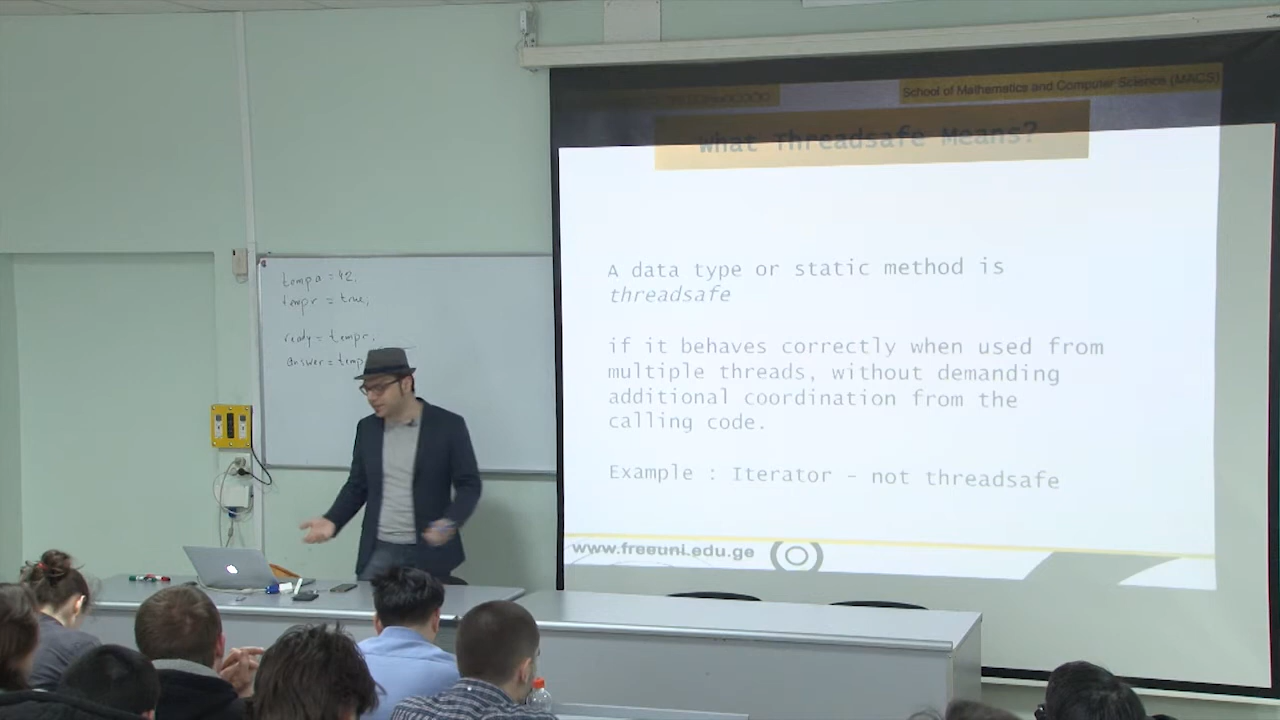 School of Mathematics and Computer Science (MACS)
What Threadsafe Means?
A data type or static method is
threadsafe
if it behaves correctly when used from
multiple threads, without demanding
additional coordination from the
calling code.
Example : Iterator – not threadsafe
www.freeuni.edu.ge
tempa = 42;
tempr = true;
ready = tempr;
answer = temp